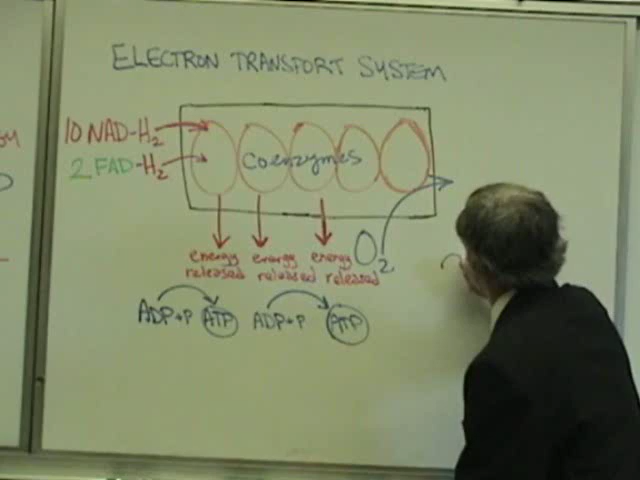 ELECTRON TRANSPORT SYSTEM
10 NAD-H2
2 FAD-H2
coenzymes
energy released
energy released
energy released
O2
ADP+P ATP
ADP+P ATP